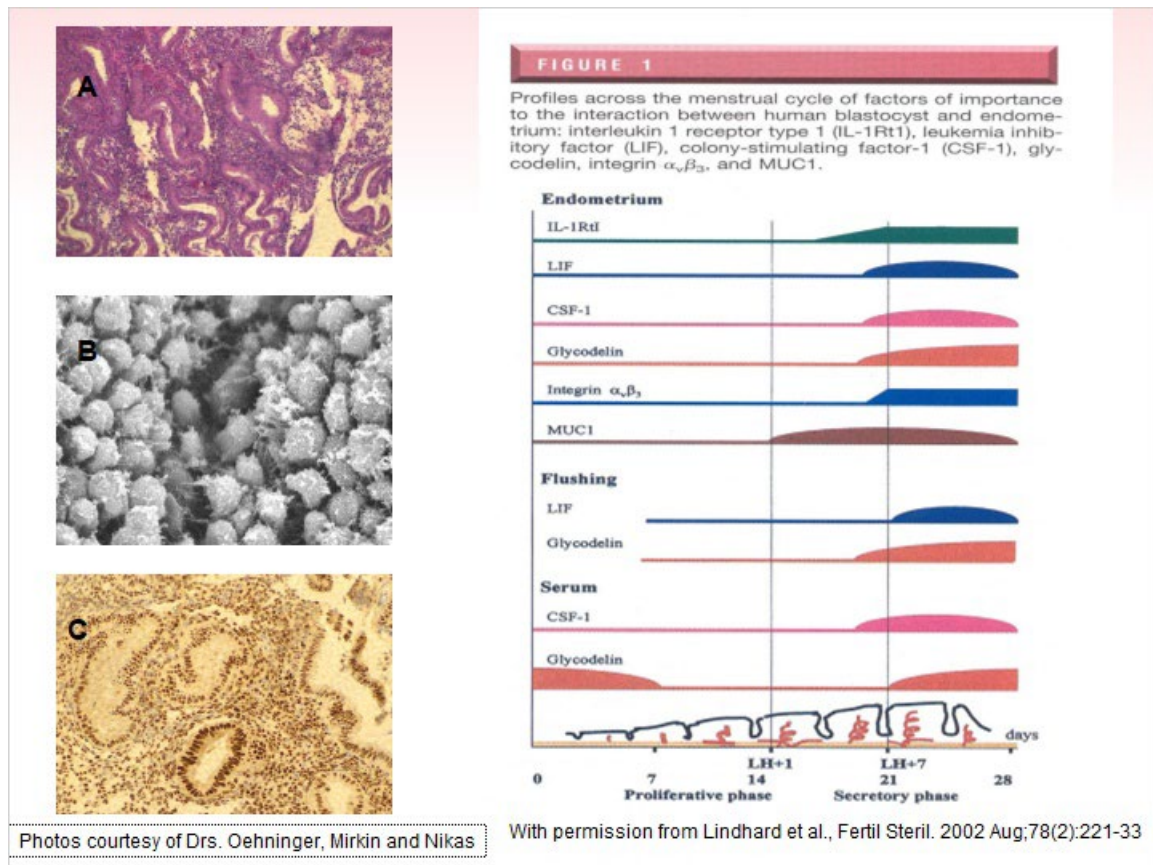 A
B
C
Photos courtesy of Drs. Oehninger, Mirkin and Nikas
FIGURE 1
Profiles across the menstrual cycle of factors of importance
to the interaction between human blastocyst and endome-
trium: interleukin 1 receptor type 1 (IL-1Rt1), leukemia inhib-
itory factor (LIF), colony-stimulating factor-1 (CSF-1), gly-
codelin, integrin αvβ3, and MUC1.
Endometrium
IL-1RtI
LIF
CSF-1
Glycodelin
Integrin αvβ3
MUC1
Flushing
LIF
Glycodelin
Serum
CSF-1
Glycodelin
days
LH+1 LH+7
0 7 14 21 28
Proliferative phase Secretory phase
With permission from Lindhard et al., Fertil Steril. 2002 Aug;78(2):221-33